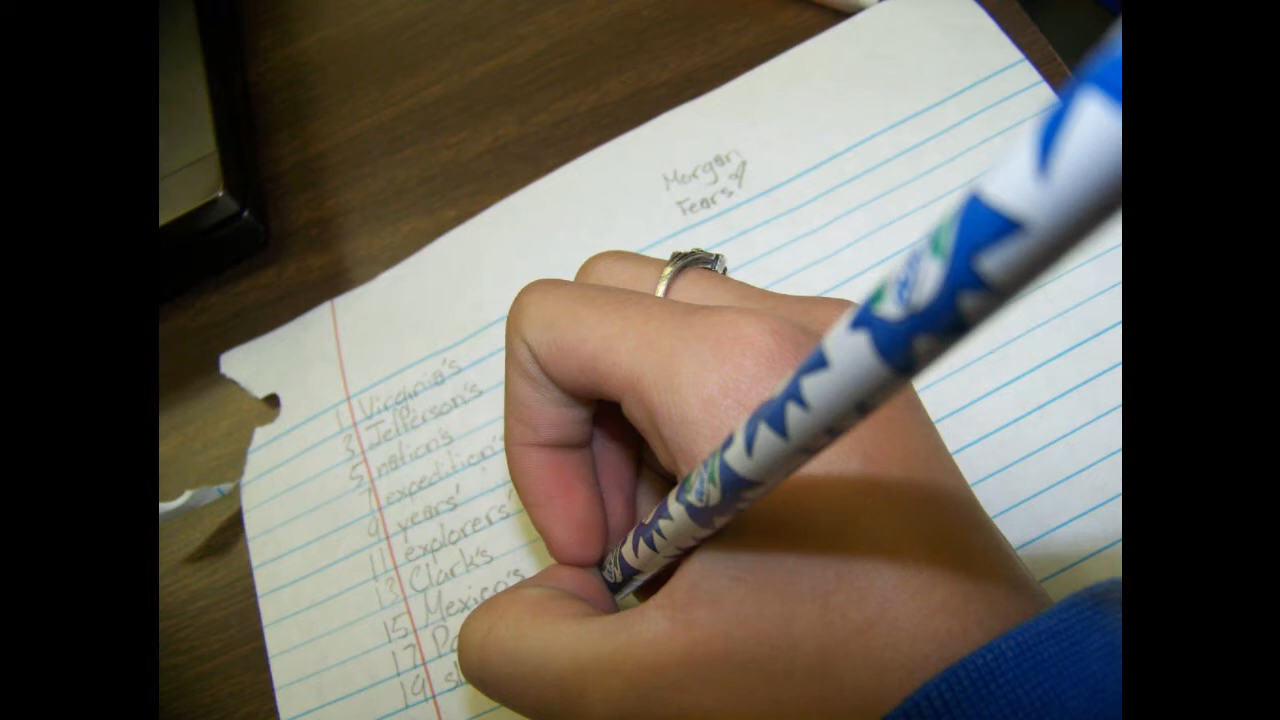 Morgan
Fears
1 Virginia's
3 Jefferson's
5 nation's
7 expedition's
9 years'
11 explorers'
13 Clark's
15 Mexico's
17
19